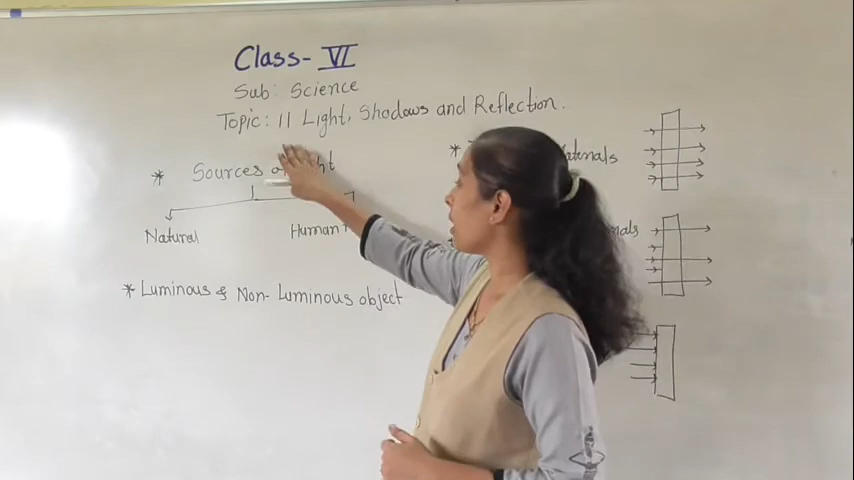 Class- VI
Sub: Science
Topic: 11 Light, Shadows and Reflection.
* Sources
Natural
Human
* Luminous & Non-Luminous object
*